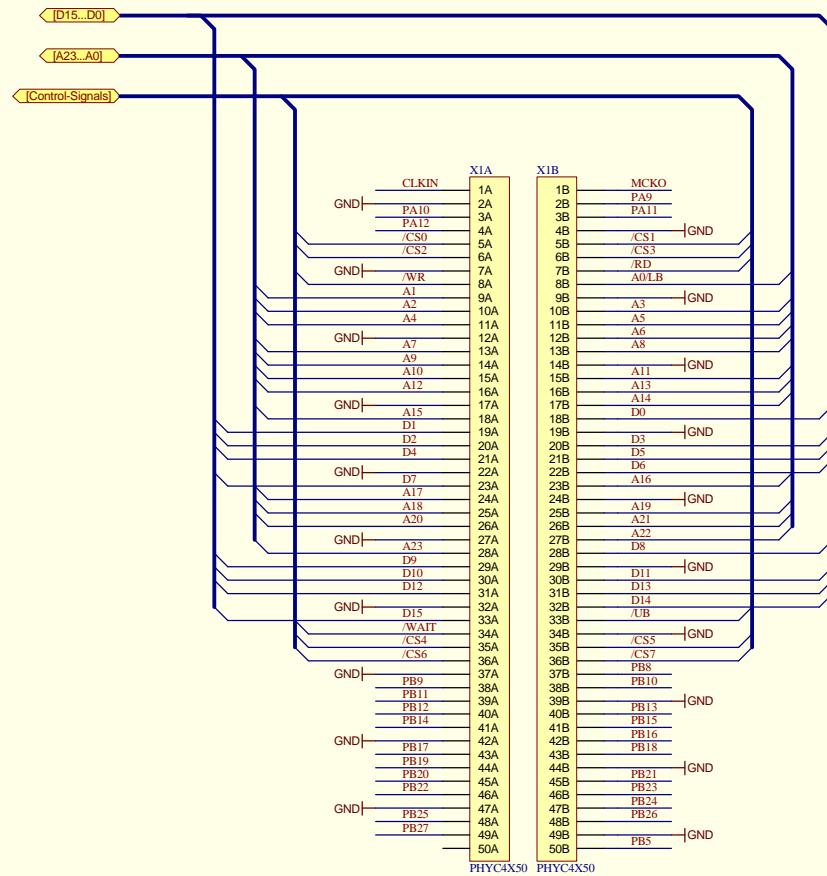 [D15...D0]
[A23...A0]
[Control-Signals]
X1A X1B
CLKIN 1A 1B MCKO
GND 2A 2B PA9
PA10 3A 3B PA11
PA12 4A 4B GND
/CS0 5A 5B /CS1
/CS2 6A 6B /CS3
GND 7A 7B /RD
/WR 8A 8B A0/LB
A1 9A 9B GND
A2 10A 10B A3
A4 11A 11B A5
GND 12A 12B A6
A7 13A 13B A8
A9 14A 14B GND
A10 15A 15B A11
A12 16A 16B A13
GND 17A 17B A14
A15 18A 18B D0
D1 19A 19B GND
D2 20A 20B D3
D4 21A 21B D5
GND 22A 22B D6
D7 23A 23B A16
A17 24A 24B GND
A18 25A 25B A19
A20 26A 26B A21
GND 27A 27B A22
A23 28A 28B D8
D9 29A 29B GND
D10 30A 30B D11
D12 31A 31B D13
GND 32A 32B D14
D15 33A 33B /UB
/WAIT 34A 34B GND
/CS4 35A 35B /CS5
/CS6 36A 36B /CS7
GND 37A 37B PB8
PB9 38A 38B PB10
PB11 39A 39B GND
PB12 40A 40B PB13
PB14 41A 41B PB15
GND 42A 42B PB16
PB17 43A 43B PB18
PB19 44A 44B GND
PB20 45A 45B PB21
PB22 46A 46B PB23
GND 47A 47B PB24
PB25 48A 48B PB26
PB27 49A 49B GND
50A 50B PB5
PHYC4X50 PHYC4X50